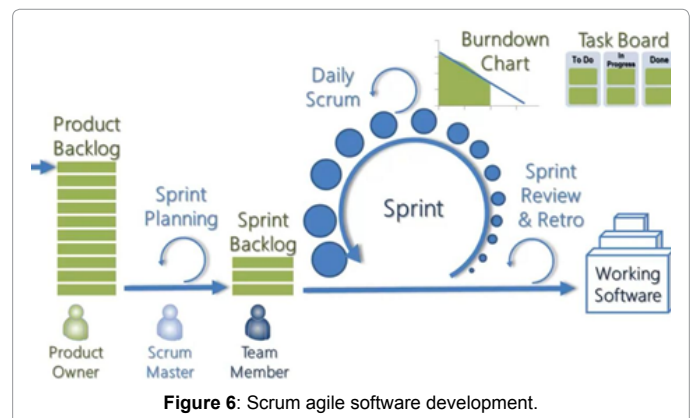 Burndown
Chart
Task Board
To Do
In
Progress
Done
Daily
Scrum
Product
Backlog
Sprint
Planning
Sprint
Backlog
Sprint
Sprint
Review
& Retro
Working
Software
Product
Owner
Scrum
Master
Team
Member
Figure 6: Scrum agile software development.